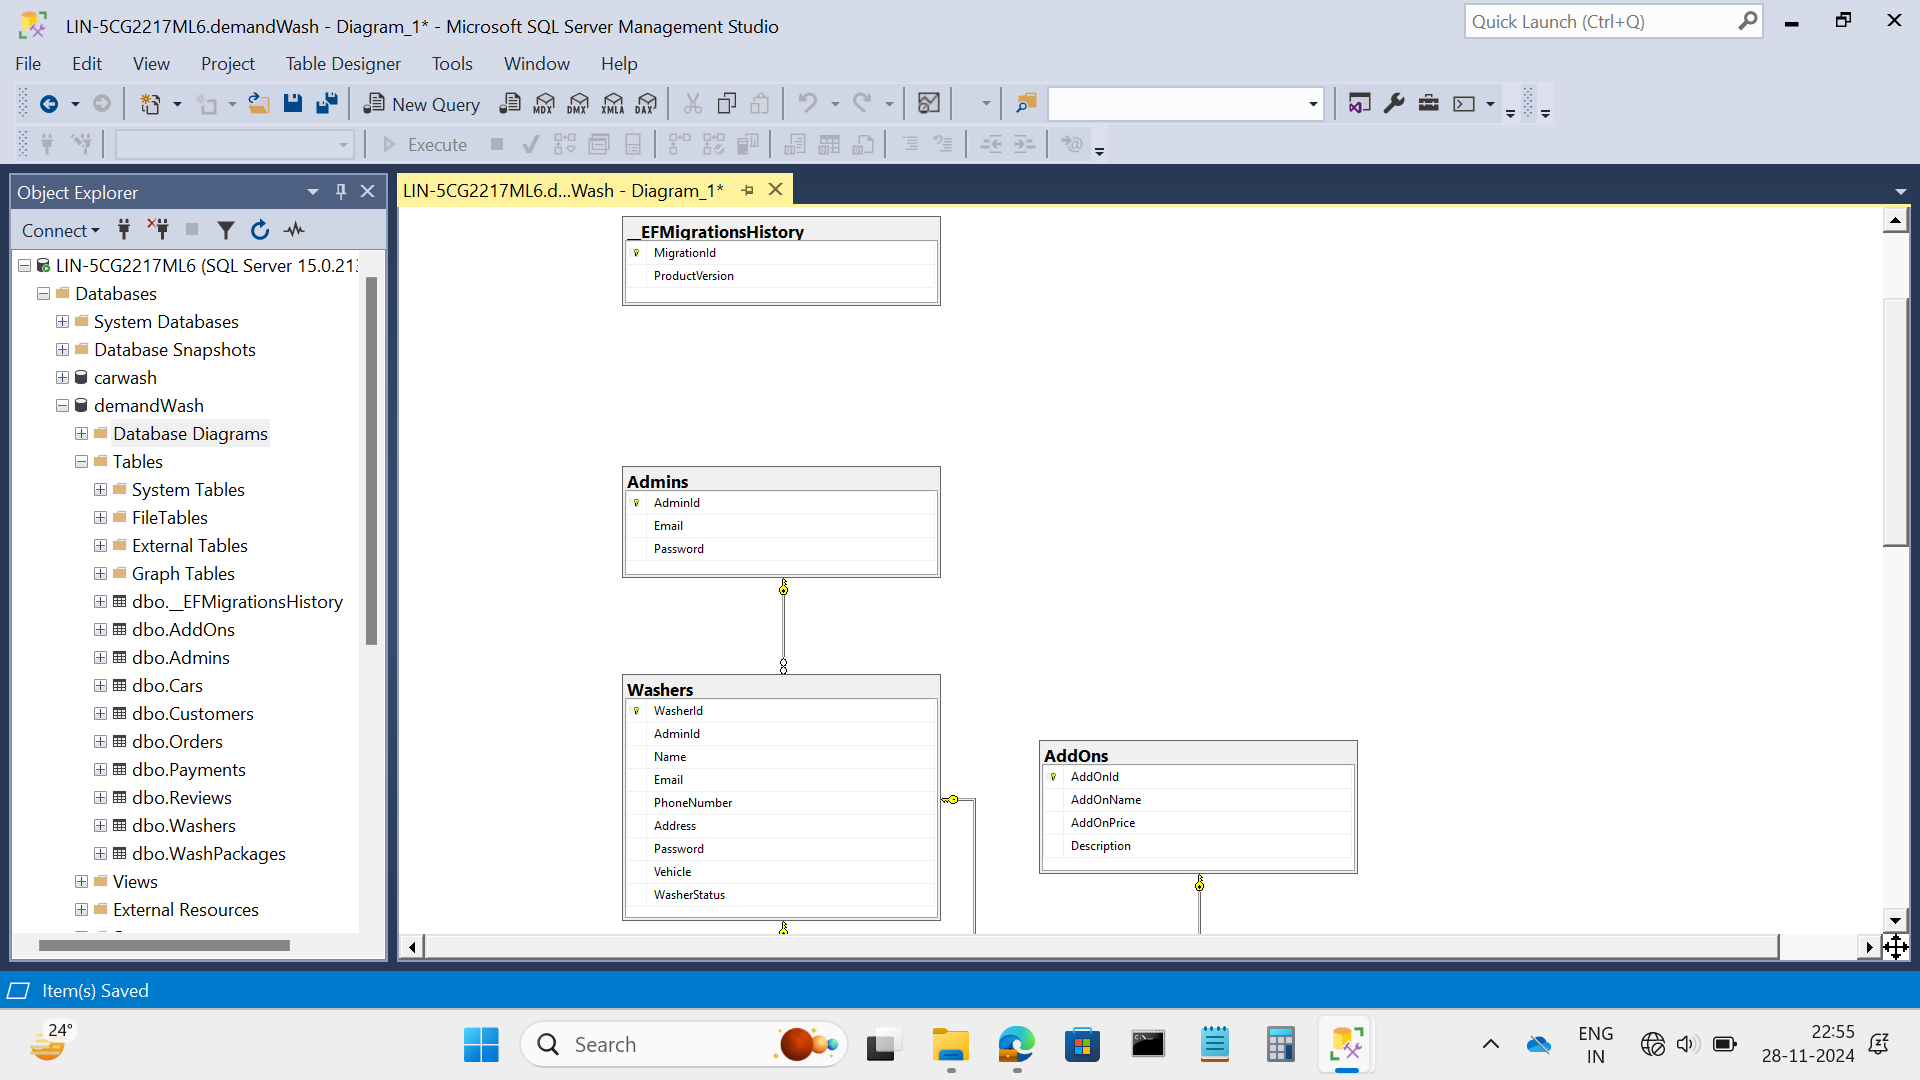 LIN-5CG2217ML6.demandWash - Diagram_1* - Microsoft SQL Server Management Studio
Quick Launch (Ctrl+Q)
File Edit View Project Table Designer Tools Window Help
New Query
MDX
DMX
XMLA
DAX
Execute
Object Explorer
LIN-5CG2217ML6.d...Wash - Diagram_1*
Connect
LIN-5CG2217ML6 (SQL Server 15.0.213
Databases
System Databases
Database Snapshots
carwash
demandWash
Database Diagrams
Tables
System Tables
FileTables
External Tables
Graph Tables
dbo.__EFMigrationsHistory
dbo.AddOns
dbo.Admins
dbo.Cars
dbo.Customers
dbo.Orders
dbo.Payments
dbo.Reviews
dbo.Washers
dbo.WashPackages
Views
External Resources
__EFMigrationsHistory
MigrationId
ProductVersion
Admins
AdminId
Email
Password
Washers
WasherId
AdminId
Name
Email
PhoneNumber
Address
Password
Vehicle
WasherStatus
AddOns
AddOnId
AddOnName
AddOnPrice
Description
Item(s) Saved
24°
Search
ENG
IN
22:55
28-11-2024